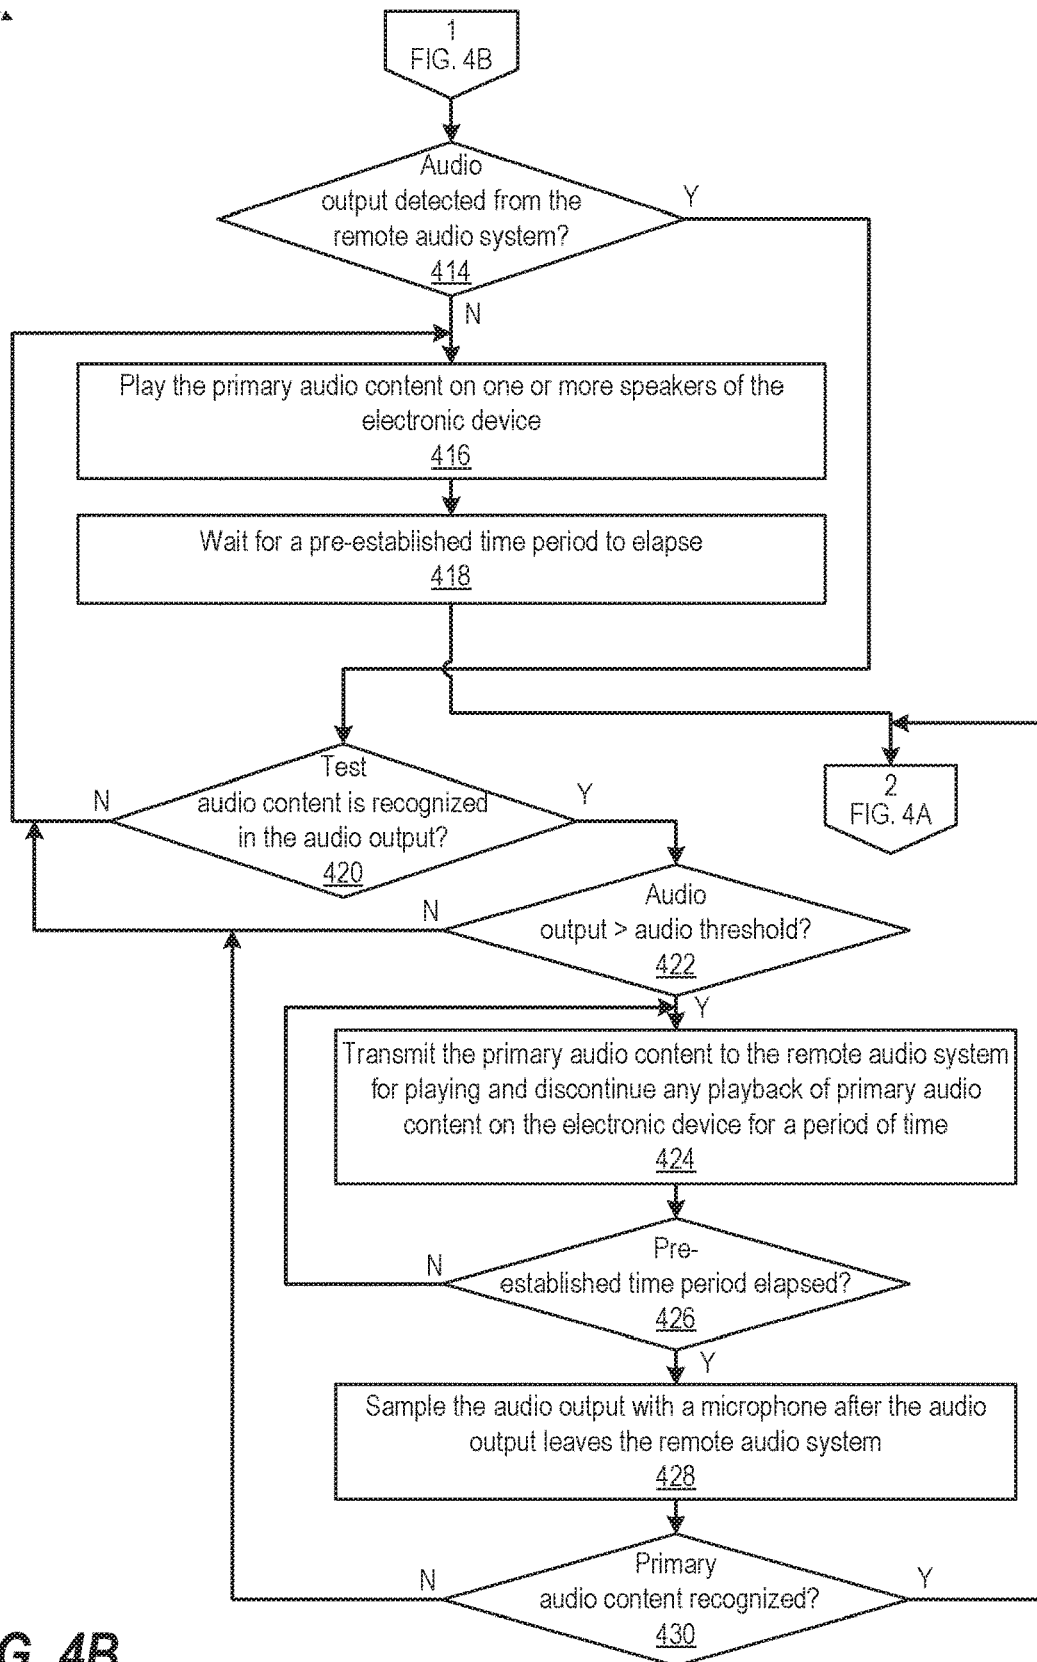 1
FIG. 4B
Audio
output detected from the
remote audio system?
414
Y
N
Play the primary audio content on one or more speakers of the
electronic device
416
Wait for a pre-established time period to elapse
418
Test
audio content is recognized
in the audio output?
420
N
Y
2
FIG. 4A
Audio
output > audio threshold?
422
N
Y
Transmit the primary audio content to the remote audio system
for playing and discontinue any playback of primary audio
content on the electronic device for a period of time
424
Pre-
established time period elapsed?
426
N
Y
Sample the audio output with a microphone after the audio
output leaves the remote audio system
428
Primary
audio content recognized?
430
N
Y
G. 4B